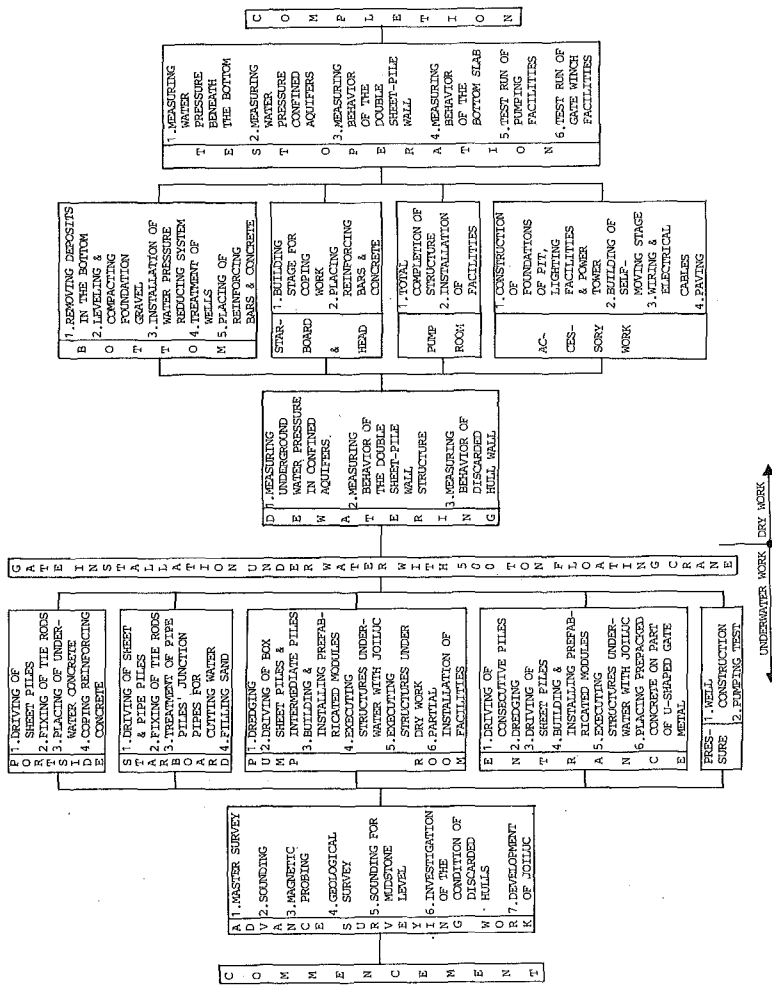 COMMENCEMENT
ADVANCE SURVEYING WORK
1.MASTER SURVEY
2.SOUNDING
3.MAGNETIC
PROBING
4.GEOLOGICAL
SURVEY
5.SOUNDING FOR
MUDSTONE
LEVEL
6.INVESTIGATION
OF THE
CONDITION OF
DISCARDED
HULLS
7.DEVELOPMENT
OF JOILUC
PORTSIDE
1.DRIVING OF
SHEET PILES
2.FIXING OF TIE RODS
3.PLACING OF UNDER-
WATER CONCRETE
4.COPING REINFORCING
CONCRETE
STARBOARD
1.DRIVING OF SHEET
& PIPE PILES
2.FIXING OF TIE RODS
3.TREATMENT OF PIPE
PILES' JUNCTION
PIPES FOR
CUTTING WATER
4.FILLING SAND
PUMP ROOM
1.DREDGING
2.DRIVING OF BOX
SHEET PILES &
INTERMEDIATE PILES
3.BUILDING &
INSTALLING PREFAB-
RICATED MODULES
4.EXECUTING
STRUCTURES UNDER-
WATER WITH JOILUC
5.EXECUTING
STRUCTURES UNDER
DRY WORK
6.PARTIAL
INSTALLATION OF
FACILITIES
ENTRANCE
1.DRIVING OF
CONSECUTIVE PILES
2.DREDGING
3.DRIVING OF
SHEET PILES
4.BUILDING &
INSTALLING PREFAB-
RICATED MODULES
5.EXECUTING
STRUCTURES UNDER-
WATER WITH JOILUC
6.PLACING PREPACKED
CONCRETE ON PART
OF U-SHAPED GATE
METAL
PRES-
SURE
1.WELL
CONSTRUCTION
2.PUMPING TEST
GATE INSTALLATION UNDER WATER WITH 500 TON FLOATING CRANE
UNDERWATER WORK DRY WORK
DEWATERING
1.MEASURING
UNDERGROUND
WATER PRESSURE
IN CONFINED
AQUIFERS.
2.MEASURING
BEHAVIOR OF
THE DOUBLE
SHEET-PILE
WALL
STRUCTURE
3.MEASURING
BEHAVIOR OF
DISCARDED
HULL WALL
BOTTOM
1.REMOVING DEPOSITS
IN THE BOTTOM
2.LEVELING &
COMPACTING
FOUNDATION
GRAVEL
3.INSTALLATION OF
WATER PRESSURE
REDUCING SYSTEM
4.TREATMENT OF
WELLS
5.PLACING OF
REINFORCING
BARS & CONCRETE
STAR-
BOARD
&
HEAD
1.BUILDING
STAGE FOR
COPING
WORK
2.PLACING
REINFORCING
BARS &
CONCRETE
PUMP
ROOM
1.TOTAL
COMPLETION OF
STRUCTURE
2.INSTALLATION
OF
FACILITIES
AC-
CES-
SORY
WORK
1.CONSTRUCTION
OF
FOUNDATIONS
OF PIT,
LIGHTING
FACILITIES
& POWER
TOWER
2.BUILDING OF
SELF-
MOVING STAGE
3.WIRING &
ELECTRICAL
CABLES
4.PAVING
TEST OPERATION
1.MEASURING
WATER
PRESSURE
BENEATH
THE BOTTOM
2.MEASURING
WATER
PRESSURE
CONFINED
AQUIFERS
3.MEASURING
BEHAVIOR
OF THE
DOUBLE
SHEET-PILE
WALL
4.MEASURING
BEHAVIOR
OF THE
BOTTOM SLAB
5.TEST RUN OF
PUMPING
FACILITIES
6.TEST RUN OF
GATE WINCH
FACILITIES
COMPLETION